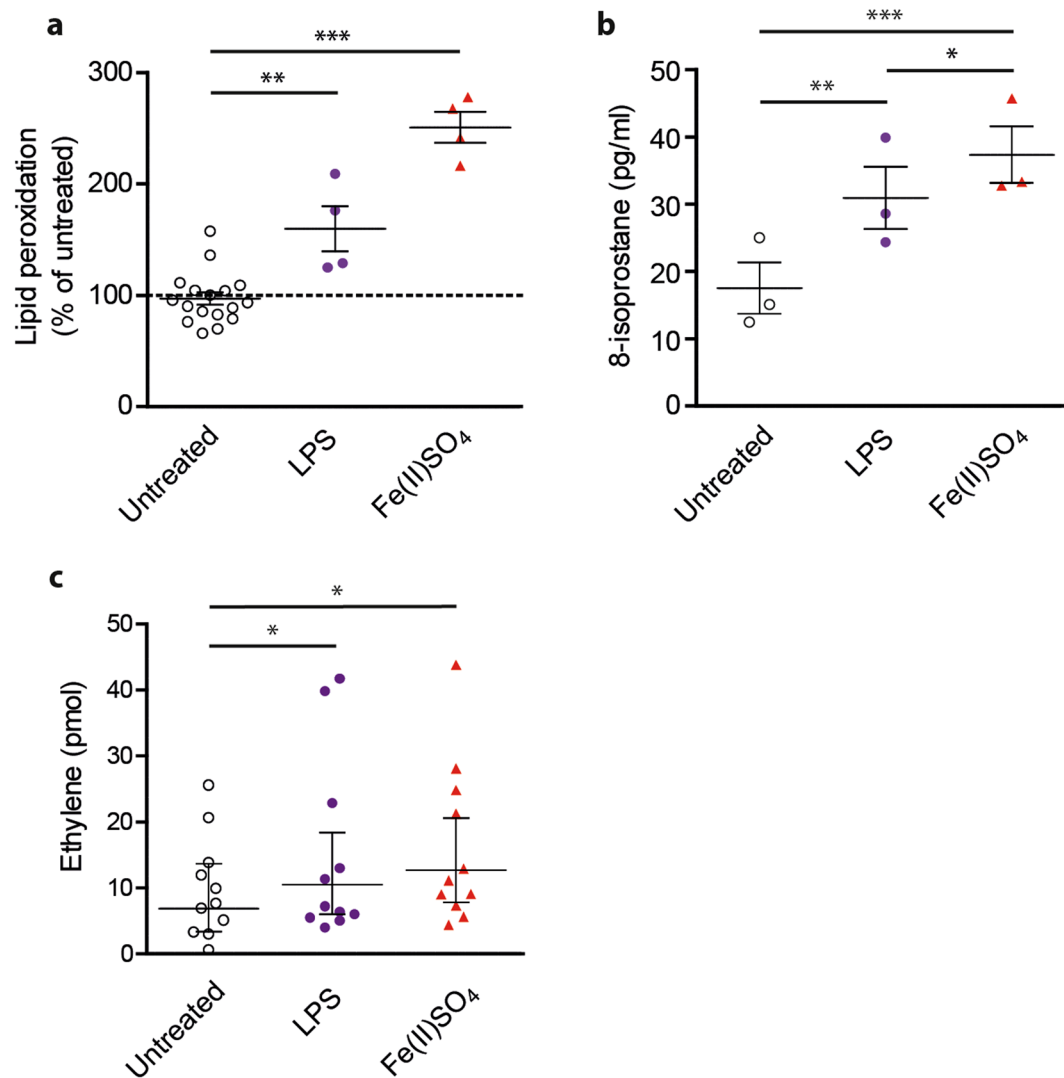 a
***
**
300
200
100
0
Lipid peroxidation
(% of untreated)
Untreated
LPS
Fe(II)SO₄
b
***
*
**
50
40
30
20
10
0
8-isoprostane (pg/ml)
Untreated
LPS
Fe(II)SO₄
c
*
*
50
40
30
20
10
0
Ethylene (pmol)
Untreated
LPS
Fe(II)SO₄